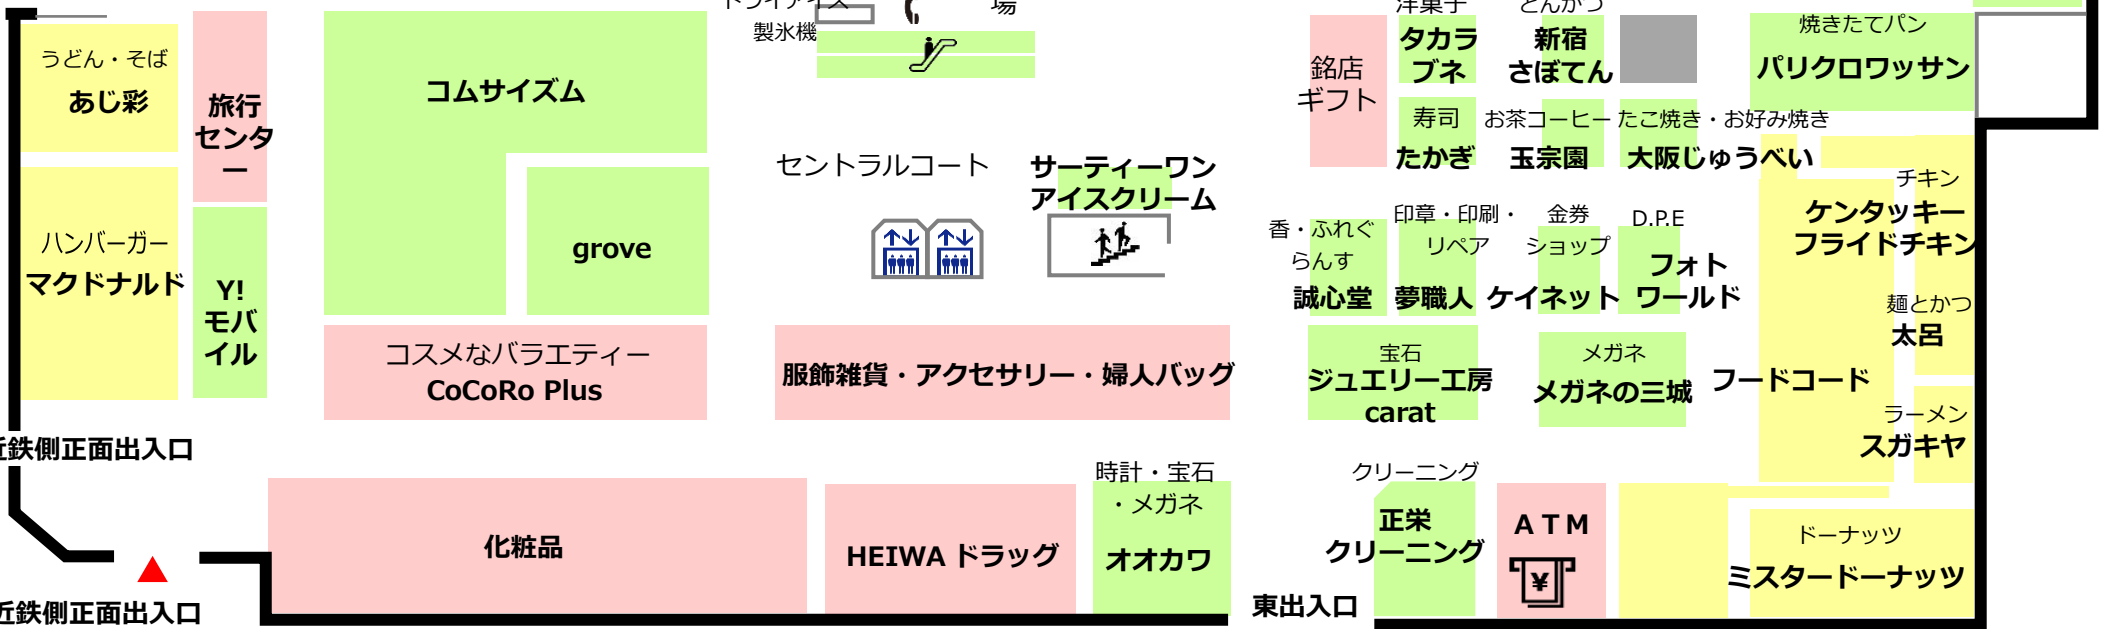 ドライアイス
製氷機
場
うどん・そば
あじ彩
旅行
センタ
ー
コムサイズム
ハンバーガー
マクドナルド
Y!
モバ
イル
grove
セントラルコート
サーティーワン
アイスクリーム
コスメなバラエティー
CoCoRo Plus
服飾雑貨・アクセサリー・婦人バッグ
近鉄側正面出入口
近鉄側正面出入口
化粧品
HEIWA ドラッグ
時計・宝石
・メガネ
オオカワ
銘店
ギフト
洋菓子
タカラ
ブネ
とんかつ
新宿
さぼてん
焼きたてパン
パリクロワッサン
寿司
たかぎ
お茶コーヒー
玉宗園
たこ焼き・お好み焼き
大阪じゅうべい
チキン
ケンタッキー
フライドチキン
香・ふれぐ
らんす
誠心堂
印章・印刷・
リペア
夢職人
金券
ショップ
ケイネット
D.P.E
フォト
ワールド
麺とかつ
太呂
宝石
ジュエリー工房
carat
メガネ
メガネの三城
フードコード
ラーメン
スガキヤ
クリーニング
正栄
クリーニング
ATM
¥
東出入口
ドーナッツ
ミスタードーナッツ